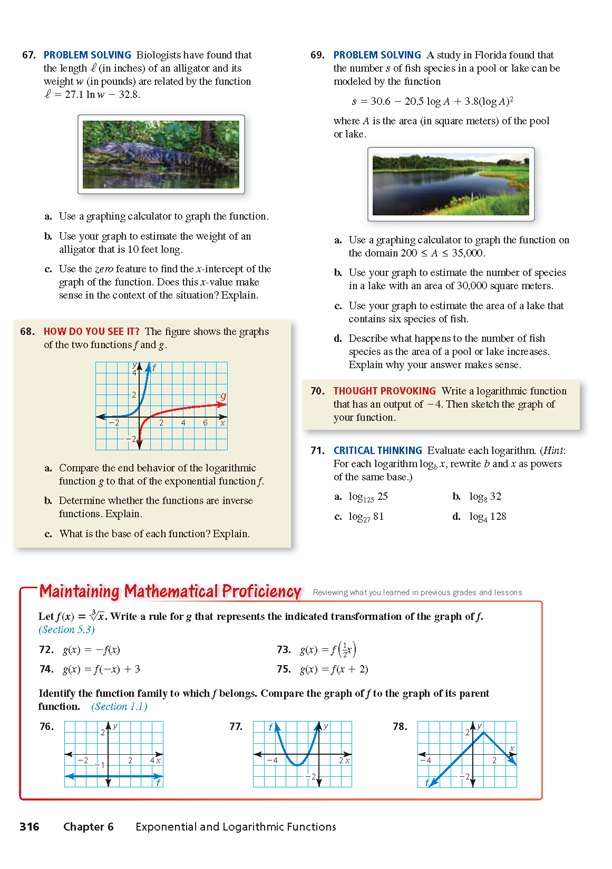 67. PROBLEM SOLVING Biologists have found that
the length ℓ (in inches) of an alligator and its
weight w (in pounds) are related by the function
ℓ = 27.1 ln w − 32.8.
a. Use a graphing calculator to graph the function.
b. Use your graph to estimate the weight of an
alligator that is 10 feet long.
c. Use the zero feature to find the x-intercept of the
graph of the function. Does this x-value make
sense in the context of the situation? Explain.
68. HOW DO YOU SEE IT? The figure shows the graphs
of the two functions f and g.
y
4
f
2
g
−2 2 4 6 x
−2
a. Compare the end behavior of the logarithmic
function g to that of the exponential function f.
b. Determine whether the functions are inverse
functions. Explain.
c. What is the base of each function? Explain.
69. PROBLEM SOLVING A study in Florida found that
the number s of fish species in a pool or lake can be
modeled by the function
s = 30.6 − 20.5 log A + 3.8(log A)²
where A is the area (in square meters) of the pool
or lake.
a. Use a graphing calculator to graph the function on
the domain 200 ≤ A ≤ 35,000.
b. Use your graph to estimate the number of species
in a lake with an area of 30,000 square meters.
c. Use your graph to estimate the area of a lake that
contains six species of fish.
d. Describe what happens to the number of fish
species as the area of a pool or lake increases.
Explain why your answer makes sense.
70. THOUGHT PROVOKING Write a logarithmic function
that has an output of −4. Then sketch the graph of
your function.
71. CRITICAL THINKING Evaluate each logarithm. (Hint:
For each logarithm log_b x, rewrite b and x as powers
of the same base.)
a. log₁₂₅ 25 b. log₈ 32
c. log₂₇ 81 d. log₄ 128
Maintaining Mathematical Proficiency Reviewing what you learned in previous grades and lessons
Let f(x) = ∛x. Write a rule for g that represents the indicated transformation of the graph of f.
(Section 5.3)
72. g(x) = −f(x) 73. g(x) = f(½x)
74. g(x) = f(−x) + 3 75. g(x) = f(x + 2)
Identify the function family to which f belongs. Compare the graph of f to the graph of its parent
function. (Section 1.1)
76. 2 y −2 −1 2 4 x f
77. f y −4 2 x −2
78. 2 y x −4 2 −2 f
316 Chapter 6 Exponential and Logarithmic Functions